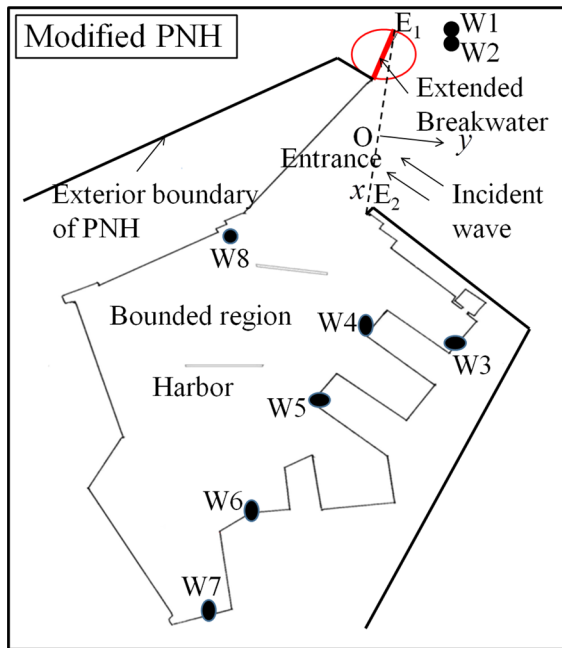 Modified PNH
E1
W1
W2
Extended
Breakwater
O
y
Entrance
Exterior boundary
of PNH
x
E2
Incident
wave
W8
Bounded region
W4
W3
Harbor
W5
W6
W7